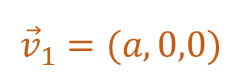 v⃗₁ = (a, 0,0)